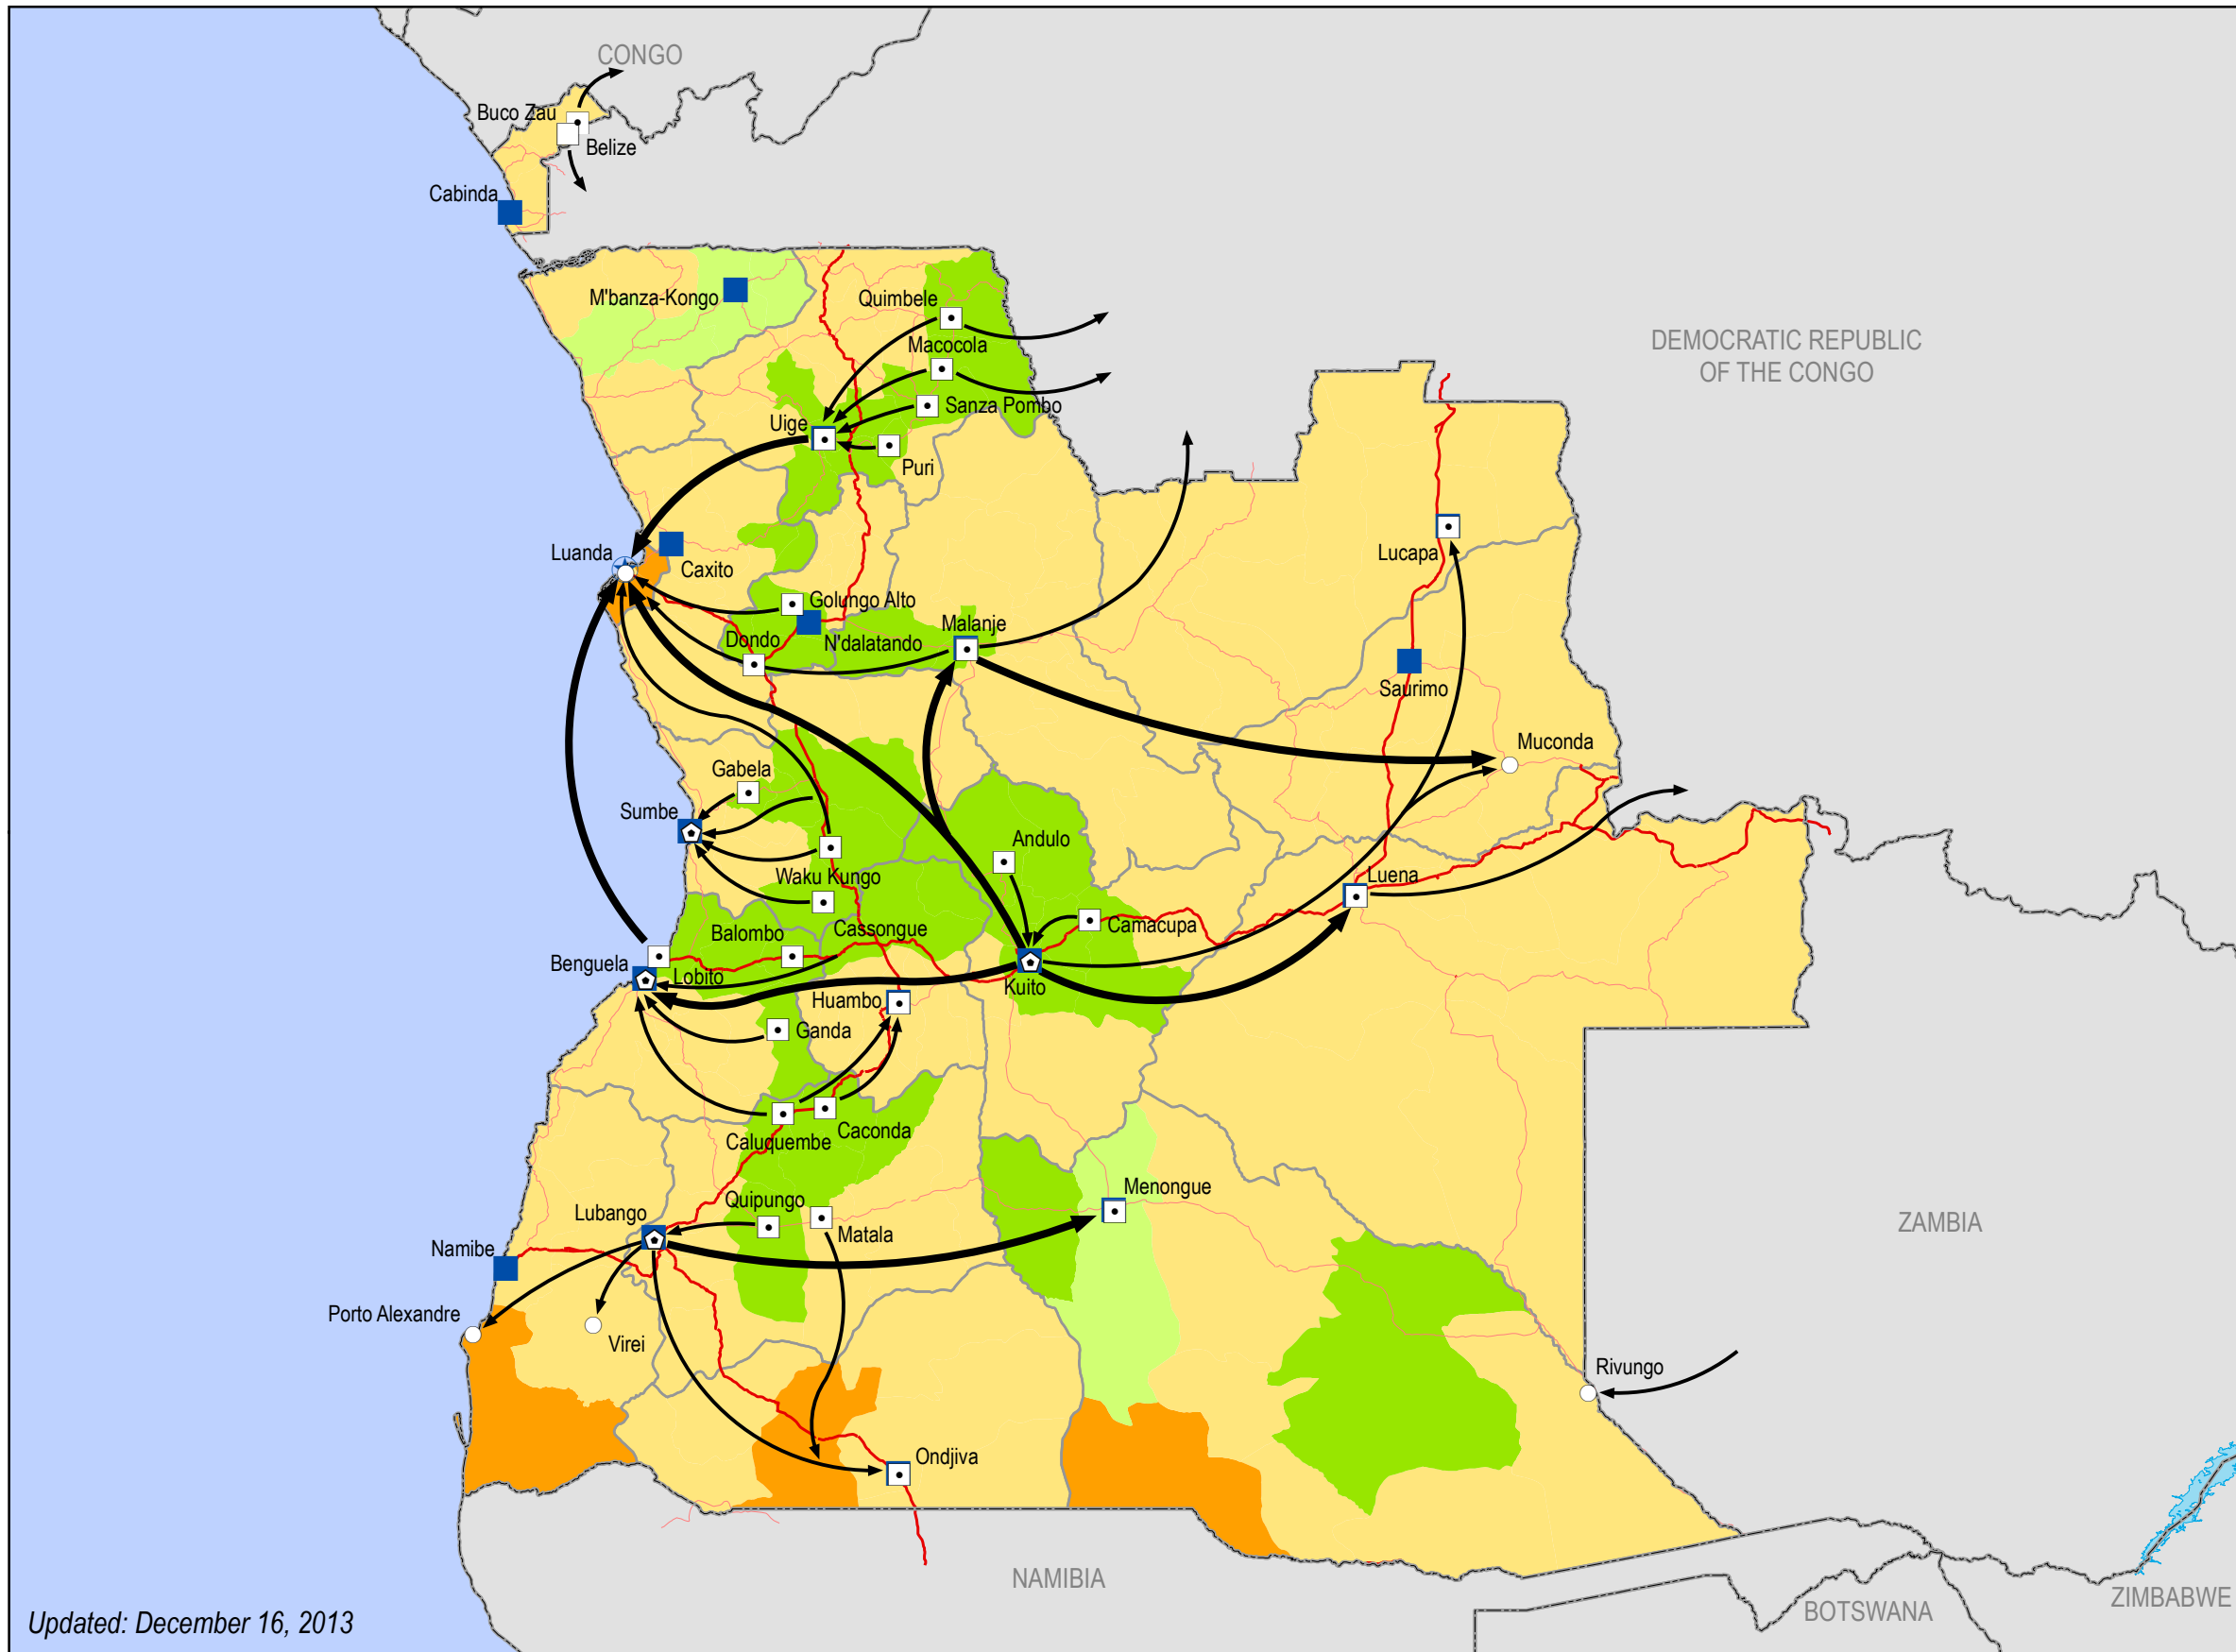 CONGO
Buco Zau
Belize
Cabinda
M'banza-Kongo
Quimbele
Macocola
DEMOCRATIC REPUBLIC
OF THE CONGO
Sanza Pombo
Uige
Puri
Luanda
Caxito
Lucapa
Golungo Alto
Dondo
N'dalatando
Malanje
Saurimo
Muconda
Gabela
Sumbe
Andulo
Waku Kungo
Luena
Cassongue
Camacupa
Balombo
Benguela
Lobito
Kuito
Huambo
Ganda
Caluquembe
Caconda
Menongue
Quipungo
Lubango
Matala
ZAMBIA
Namibe
Porto Alexandre
Virei
Rivungo
Ondjiva
NAMIBIA
ZIMBABWE
BOTSWANA
Updated: December 16, 2013